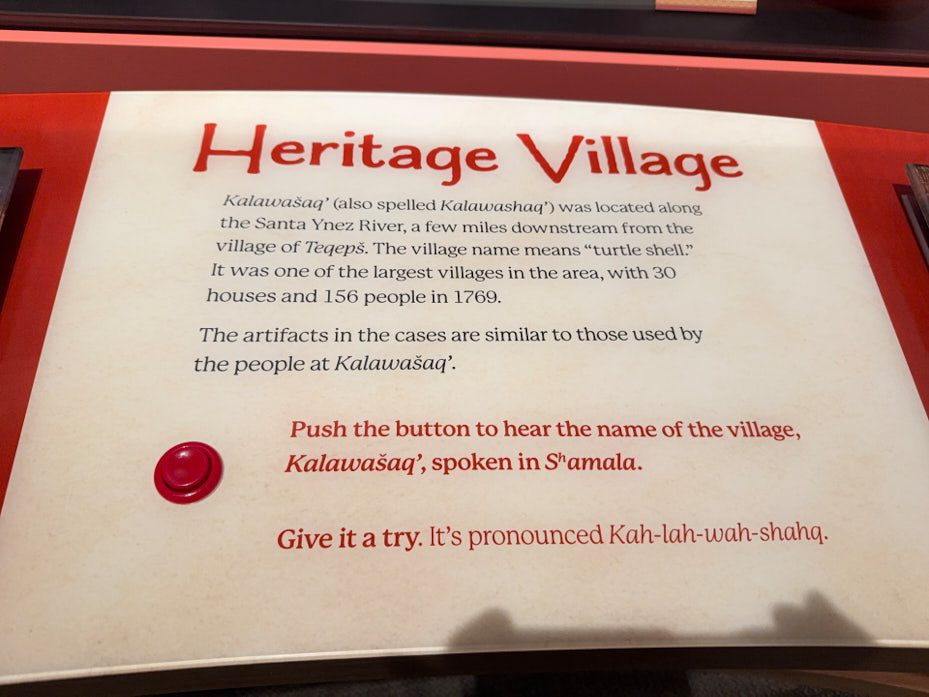 Heritage Village
Kalawašaq’ (also spelled Kalawashaq’) was located along
the Santa Ynez River, a few miles downstream from the
village of Teqepš. The village name means “turtle shell.”
It was one of the largest villages in the area, with 30
houses and 156 people in 1769.
The artifacts in the cases are similar to those used by
the people at Kalawašaq’.
Push the button to hear the name of the village,
Kalawašaq’, spoken in Sʰamala.
Give it a try. It’s pronounced Kah-lah-wah-shahq.